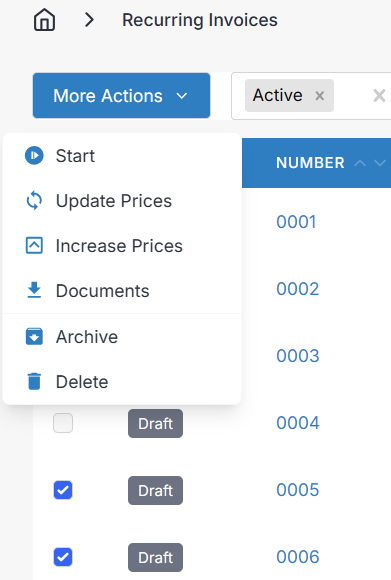 Recurring Invoices
More Actions
Active ×
NUMBER
Start
Update Prices
Increase Prices
Documents
Archive
Delete
0001
0002
0003
Draft 0004
Draft 0005
Draft 0006